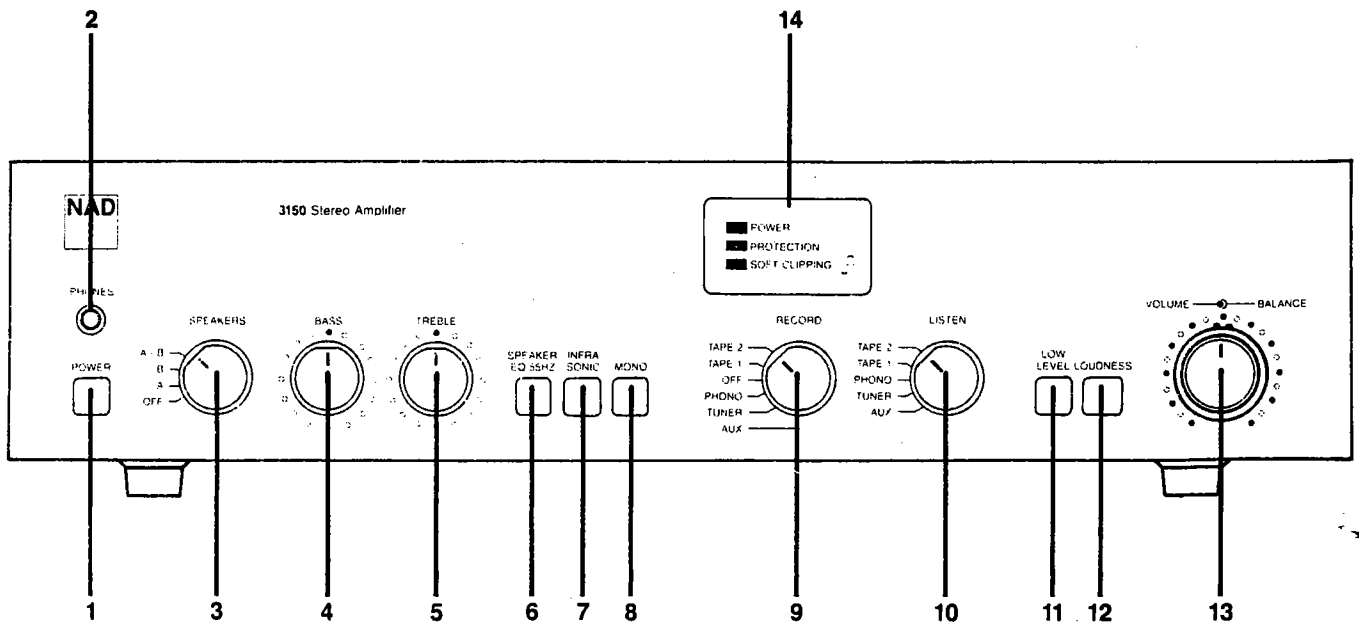 2
14
NAD
3150 Stereo Amplifier
POWER
PROTECTION
SOFT CLIPPING
PHONES
SPEAKERS
BASS
TREBLE
RECORD
LISTEN
VOLUME
BALANCE
POWER
A - B
B
A
OFF
SPEAKER
EQ 55HZ
INFRA
SONIC
MONO
TAPE 2
TAPE 1
OFF
PHONO
TUNER
AUX
TAPE 2
TAPE 1
PHONO
TUNER
AUX
LOW
LEVEL
LOUDNESS
1
3
4
5
6
7
8
9
10
11
12
13